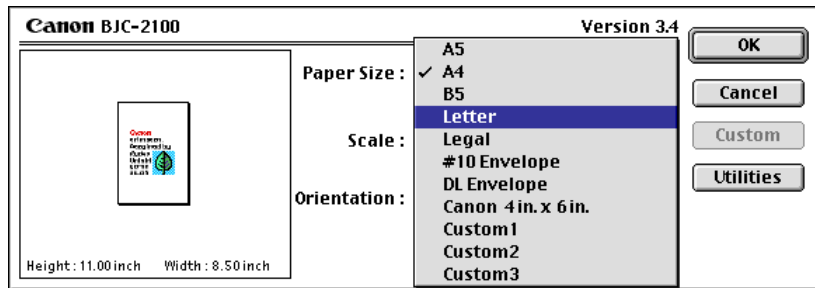 Canon BJC-2100
Version 3.4
Height : 11.00 inch Width : 8.50 inch
Paper Size :
Scale :
Orientation :
A5
✓ A4
B5
Letter
Legal
#10 Envelope
DL Envelope
Canon 4 in. x 6 in.
Custom1
Custom2
Custom3
OK
Cancel
Custom
Utilities